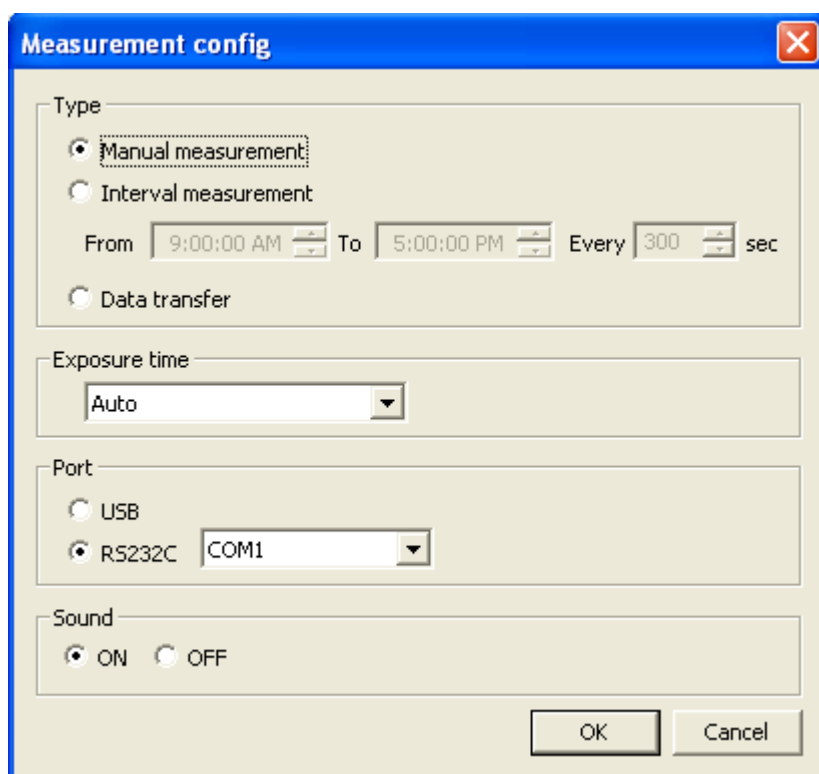 Measurement config
Type
Manual measurement
Interval measurement
From 9:00:00 AM To 5:00:00 PM Every 300 sec
Data transfer
Exposure time
Auto
Port
USB
RS232C COM1
Sound
ON OFF
OK Cancel